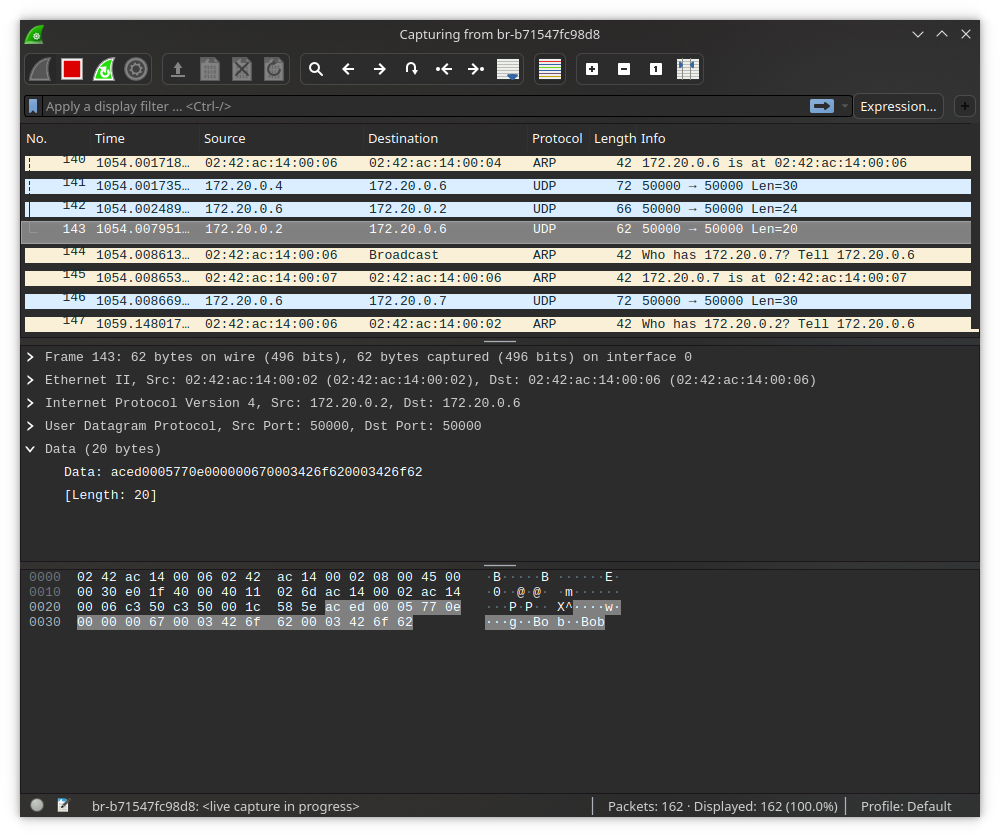 Capturing from br-b71547fc98d8
Apply a display filter … <Ctrl-/>
Expression…
+
No. Time Source Destination Protocol Length Info
140 1054.001718… 02:42:ac:14:00:06 02:42:ac:14:00:04 ARP 42 172.20.0.6 is at 02:42:ac:14:00:06
141 1054.001735… 172.20.0.4 172.20.0.6 UDP 72 50000 → 50000 Len=30
142 1054.002489… 172.20.0.6 172.20.0.2 UDP 66 50000 → 50000 Len=24
143 1054.007951… 172.20.0.2 172.20.0.6 UDP 62 50000 → 50000 Len=20
144 1054.008613… 02:42:ac:14:00:06 Broadcast ARP 42 Who has 172.20.0.7? Tell 172.20.0.6
145 1054.008653… 02:42:ac:14:00:07 02:42:ac:14:00:06 ARP 42 172.20.0.7 is at 02:42:ac:14:00:07
146 1054.008669… 172.20.0.6 172.20.0.7 UDP 72 50000 → 50000 Len=30
147 1059.148017… 02:42:ac:14:00:06 02:42:ac:14:00:02 ARP 42 Who has 172.20.0.2? Tell 172.20.0.6
Frame 143: 62 bytes on wire (496 bits), 62 bytes captured (496 bits) on interface 0
Ethernet II, Src: 02:42:ac:14:00:02 (02:42:ac:14:00:02), Dst: 02:42:ac:14:00:06 (02:42:ac:14:00:06)
Internet Protocol Version 4, Src: 172.20.0.2, Dst: 172.20.0.6
User Datagram Protocol, Src Port: 50000, Dst Port: 50000
Data (20 bytes)
Data: aced0005770e000000670003426f620003426f62
[Length: 20]
0000 02 42 ac 14 00 06 02 42 ac 14 00 02 08 00 45 00 ·B·····B ······E·
0010 00 30 e0 1f 40 00 40 11 02 6d ac 14 00 02 ac 14 ·0··@·@· ·m······
0020 00 06 c3 50 c3 50 00 1c 58 5e ac ed 00 05 77 0e ···P·P·· X^····w·
0030 00 00 00 67 00 03 42 6f 62 00 03 42 6f 62 ···g··Bo b··Bob
br-b71547fc98d8: <live capture in progress>
Packets: 162 · Displayed: 162 (100.0%)
Profile: Default